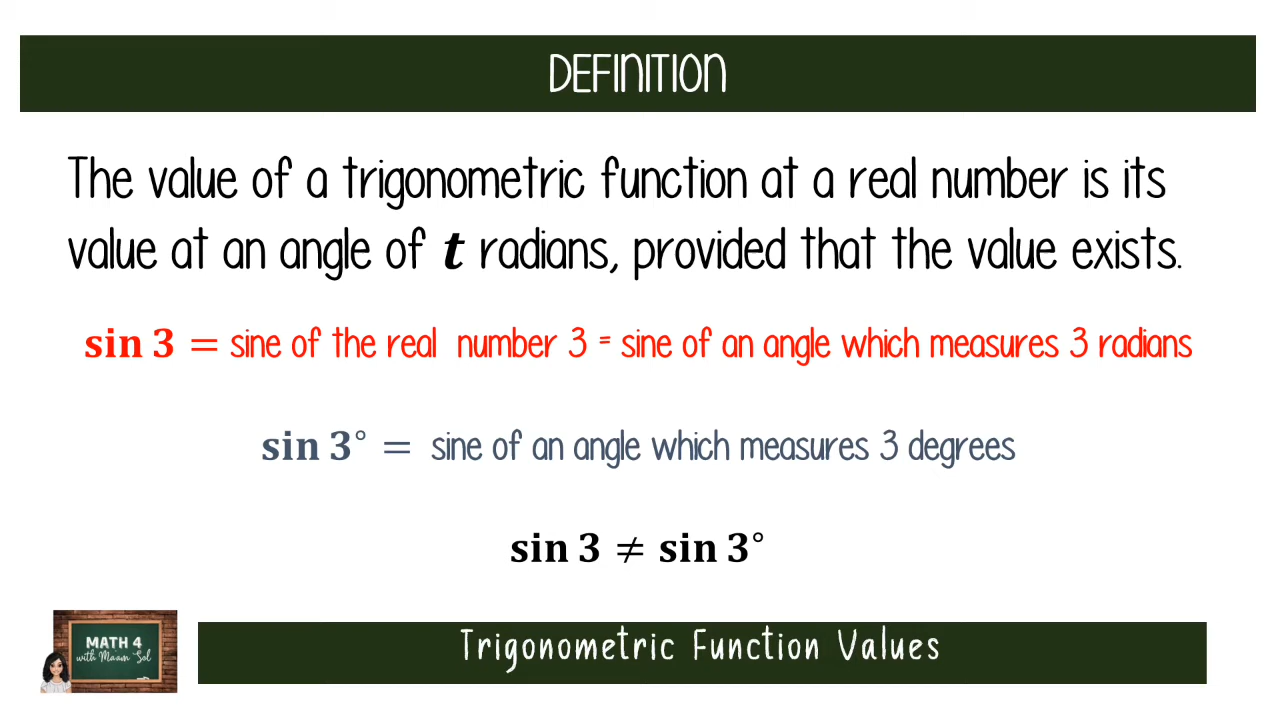 DEFINITION
The value of a trigonometric function at a real number is its
value at an angle of t radians, provided that the value exists.
sin 3 = sine of the real number 3 = sine of an angle which measures 3 radians
sin 3° = sine of an angle which measures 3 degrees
sin 3 ≠ sin 3°
MATH 4
with Maam Sol
Trigonometric Function Values